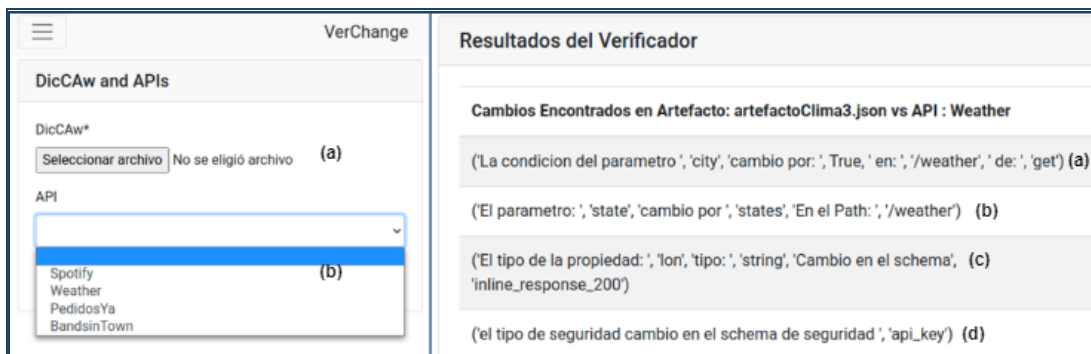 VerChange
DicCAw and APIs
DicCAw*
Seleccionar archivo No se eligió archivo (a)
API
Spotify (b)
Weather
PedidosYa
BandsinTown
Resultados del Verificador
Cambios Encontrados en Artefacto: artefactoClima3.json vs API : Weather
('La condicion del parametro ', 'city', 'cambio por: ', True, ' en: ', '/weather', ' de: ', 'get') (a)
('El parametro: ', 'state', 'cambio por ', 'states', 'En el Path: ', '/weather') (b)
('El tipo de la propiedad: ', 'lon', 'tipo: ', 'string', 'Cambio en el schema', (c)
'inline_response_200')
('el tipo de seguridad cambio en el schema de seguridad ', 'api_key') (d)